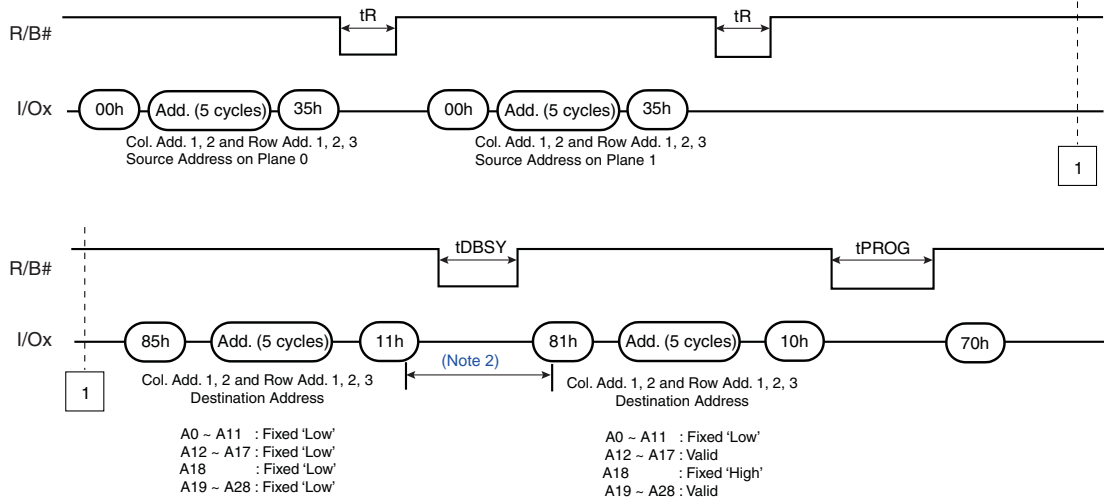 tR tR
R/B#
I/Ox 00h Add. (5 cycles) 35h 00h Add. (5 cycles) 35h
Col. Add. 1, 2 and Row Add. 1, 2, 3
Source Address on Plane 0
Col. Add. 1, 2 and Row Add. 1, 2, 3
Source Address on Plane 1
1
tDBSY tPROG
R/B#
I/Ox 85h Add. (5 cycles) 11h (Note 2) 81h Add. (5 cycles) 10h 70h
1
Col. Add. 1, 2 and Row Add. 1, 2, 3
Destination Address
A0 ~ A11 : Fixed ‘Low’
A12 ~ A17 : Fixed ‘Low’
A18 : Fixed ‘Low’
A19 ~ A28 : Fixed ‘Low’
Col. Add. 1, 2 and Row Add. 1, 2, 3
Destination Address
A0 ~ A11 : Fixed ‘Low’
A12 ~ A17 : Valid
A18 : Fixed ‘High’
A19 ~ A28 : Valid